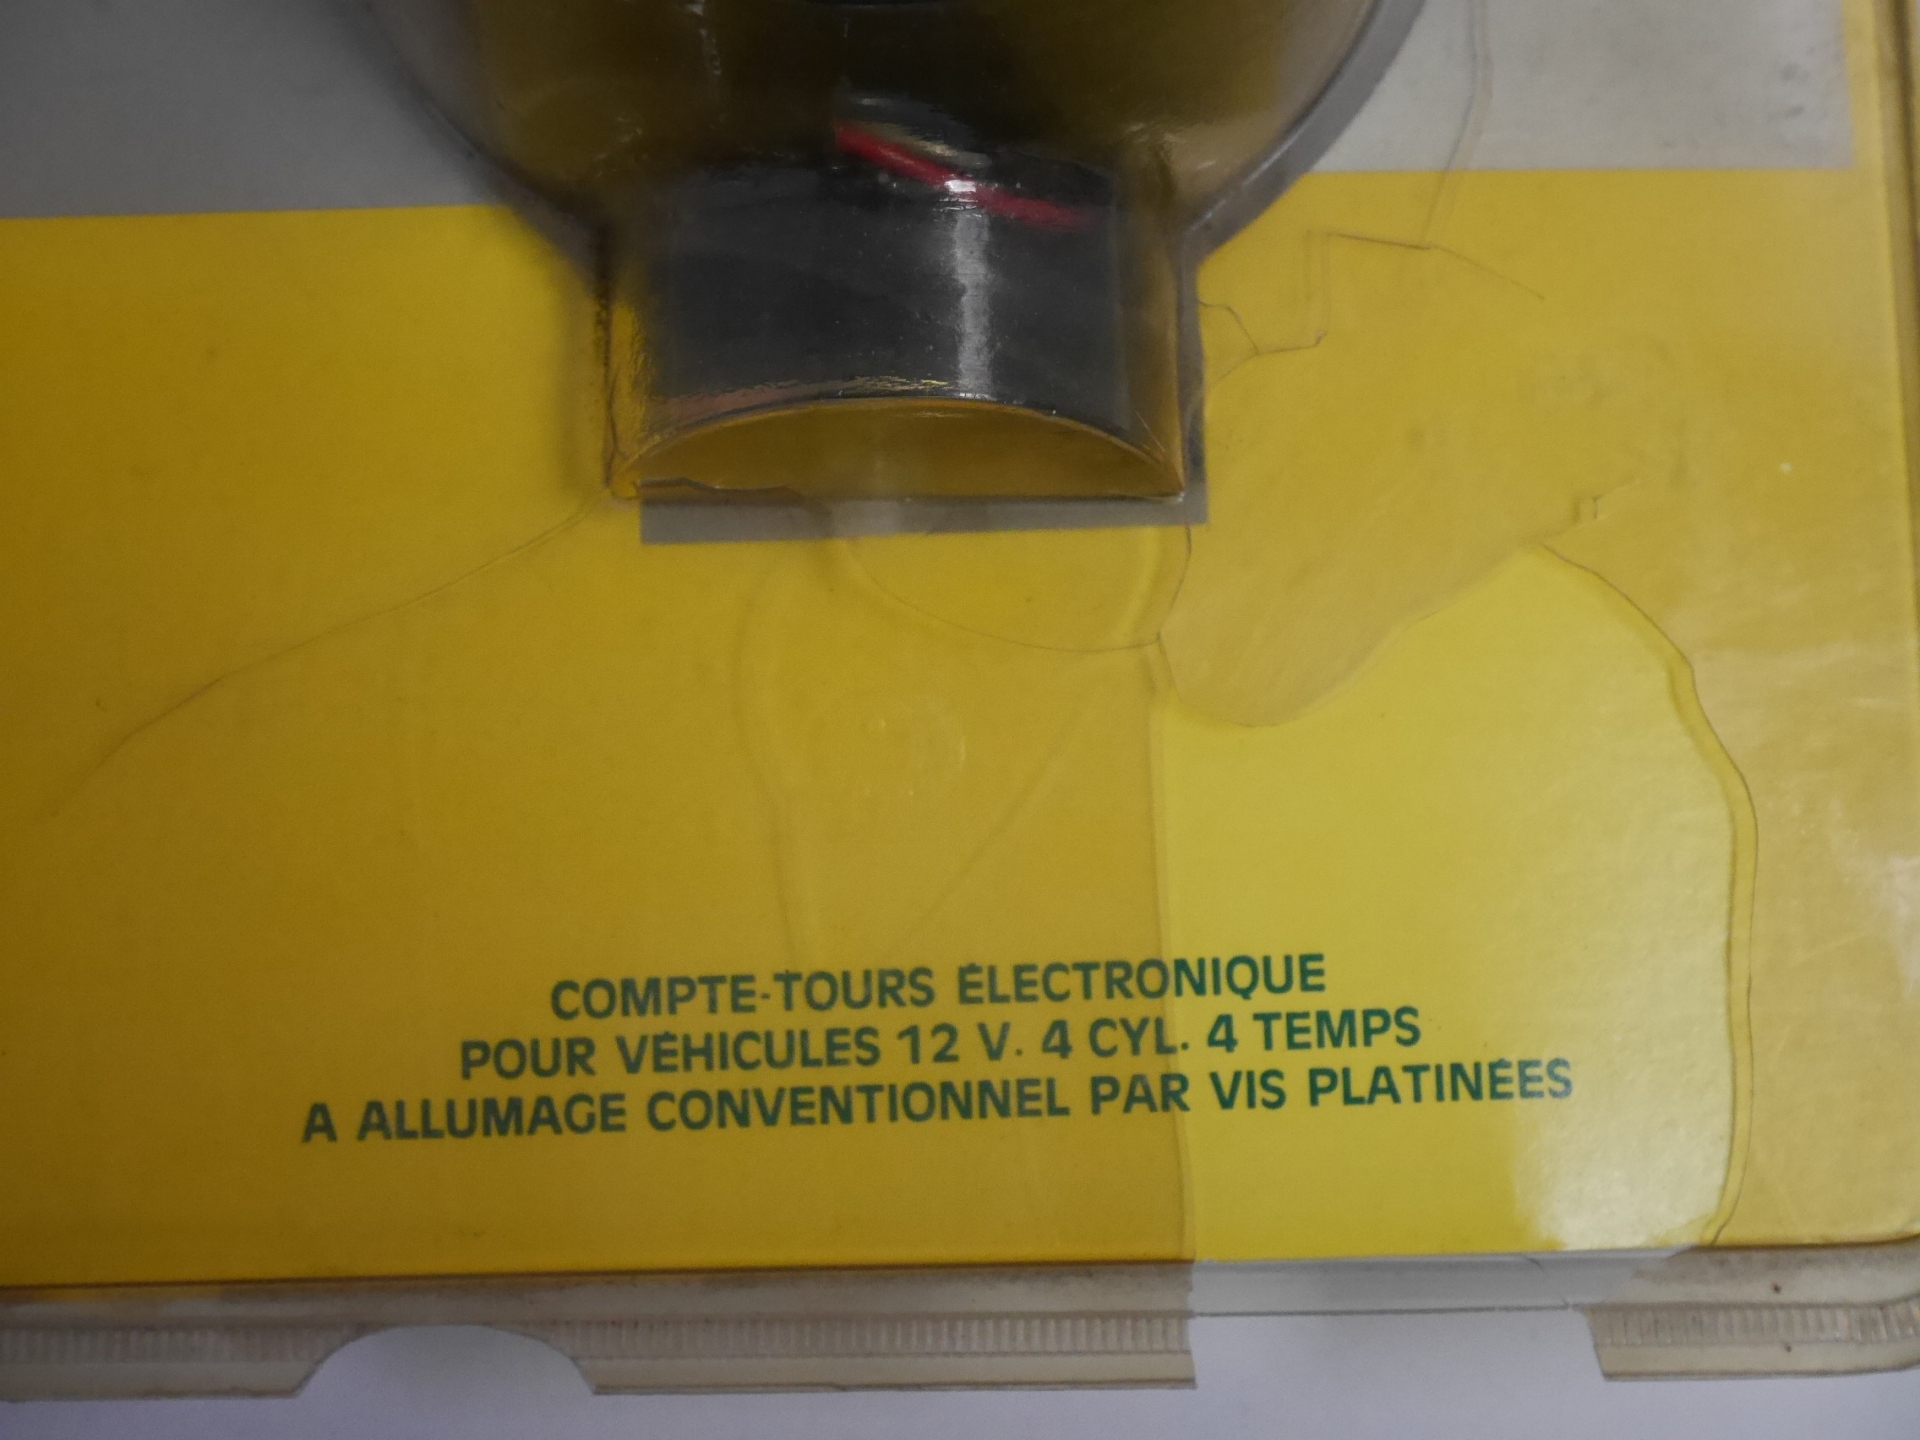 COMPTE-TOURS ÉLECTRONIQUE
POUR VÉHICULES 12 V. 4 CYL. 4 TEMPS
A ALLUMAGE CONVENTIONNEL PAR VIS PLATINÉES